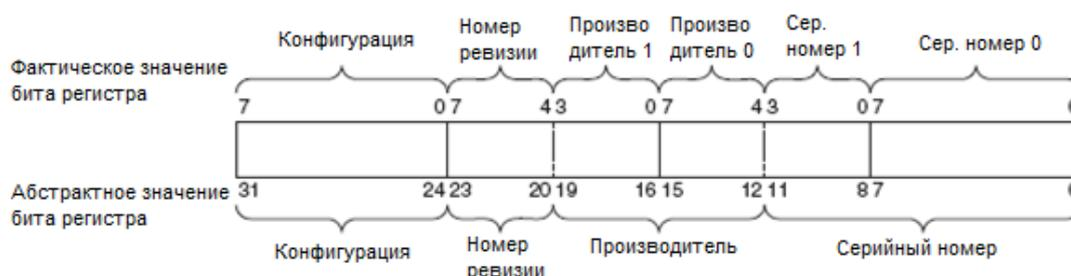 Конфигурация
Номер
ревизии
Произво
дитель 1
Произво
дитель 0
Сер.
номер 1
Сер. номер 0
Фактическое значение
бита регистра
7 0 7 4 3 0 7 4 3 0 7
Абстрактное значение
бита регистра
31 24 23 20 19 16 15 12 11 8 7
Конфигурация
Номер
ревизии
Производитель
Серийный номер